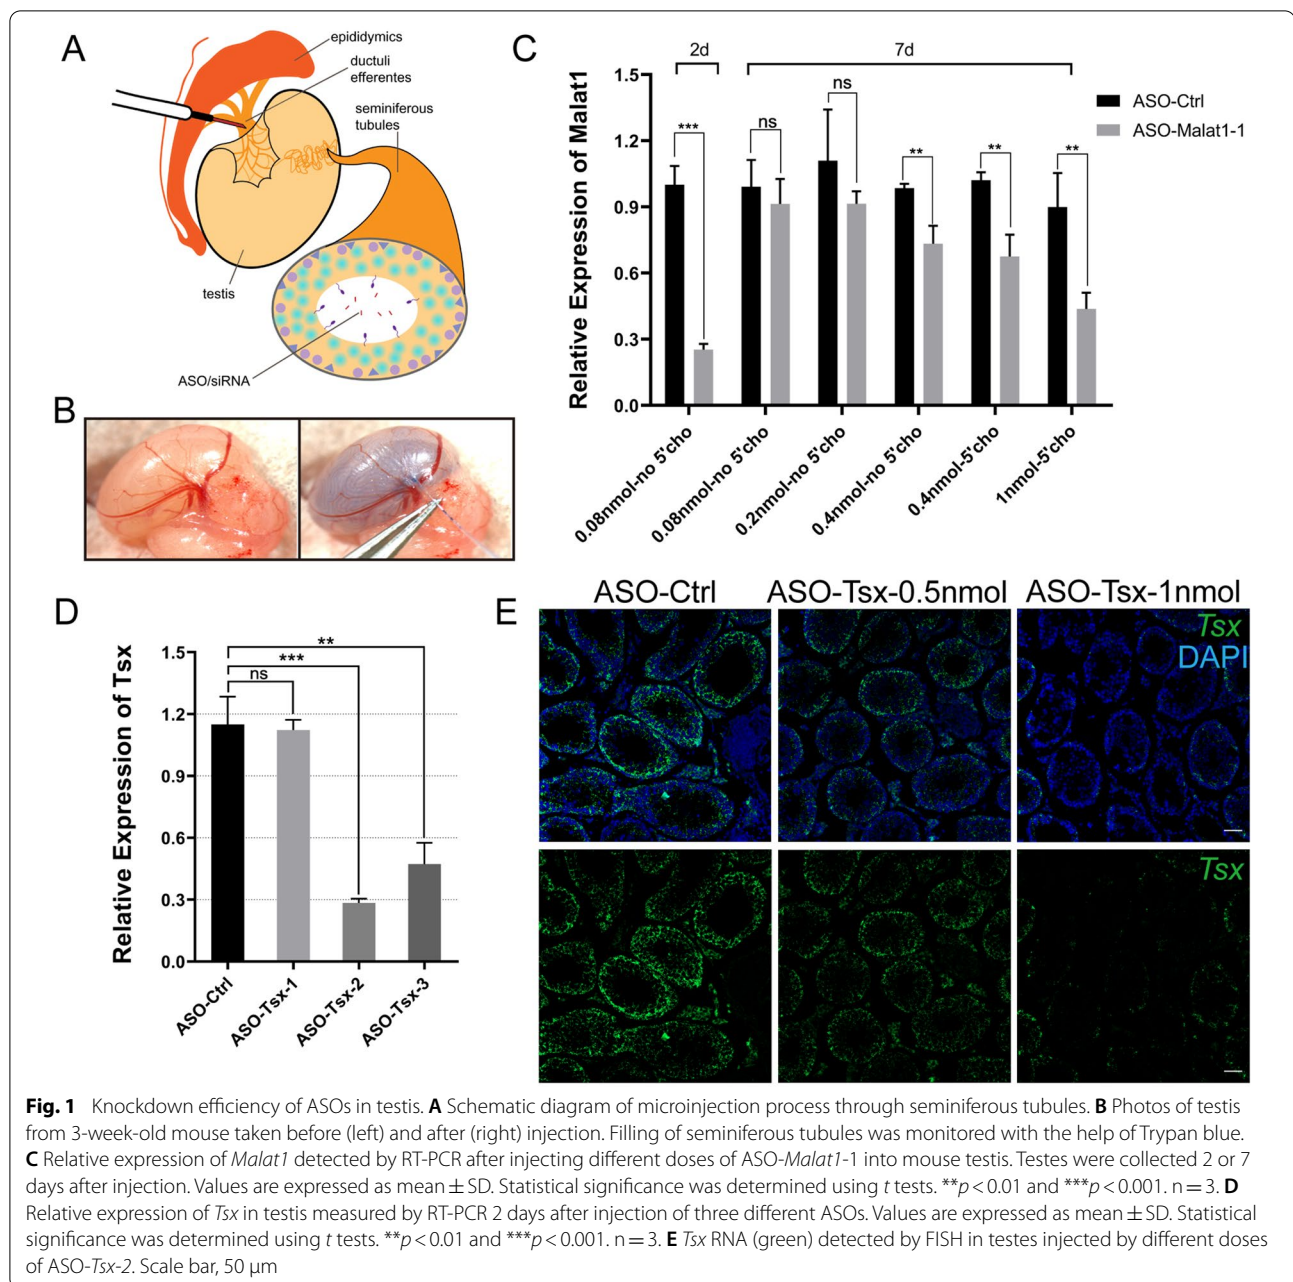 A
epididymics
ductuli
efferentes
seminiferous
tubules
testis
ASO/siRNA
B
C
2d
7d
Relative Expression of Malat1
1.5
1.2
0.9
0.6
0.3
0.0
***
ns
ns
**
**
**
ASO-Ctrl
ASO-Malat1-1
0.08nmol-no 5'cho
0.08nmol-no 5'cho
0.2nmol-no 5'cho
0.4nmol-no 5'cho
0.4nmol-5'cho
1nmol-5'cho
D
Relative Expression of Tsx
1.5
1.2
0.9
0.6
0.3
0.0
**
***
ns
ASO-Ctrl
ASO-Tsx-1
ASO-Tsx-2
ASO-Tsx-3
E
ASO-Ctrl
ASO-Tsx-0.5nmol
ASO-Tsx-1nmol
Tsx
DAPI
Tsx
Fig. 1 Knockdown efficiency of ASOs in testis. A Schematic diagram of microinjection process through seminiferous tubules. B Photos of testis
from 3-week-old mouse taken before (left) and after (right) injection. Filling of seminiferous tubules was monitored with the help of Trypan blue.
C Relative expression of Malat1 detected by RT-PCR after injecting different doses of ASO-Malat1-1 into mouse testis. Testes were collected 2 or 7
days after injection. Values are expressed as mean ± SD. Statistical significance was determined using t tests. **p < 0.01 and ***p < 0.001. n = 3. D
Relative expression of Tsx in testis measured by RT-PCR 2 days after injection of three different ASOs. Values are expressed as mean ± SD. Statistical
significance was determined using t tests. **p < 0.01 and ***p < 0.001. n = 3. E Tsx RNA (green) detected by FISH in testes injected by different doses
of ASO-Tsx-2. Scale bar, 50 μm